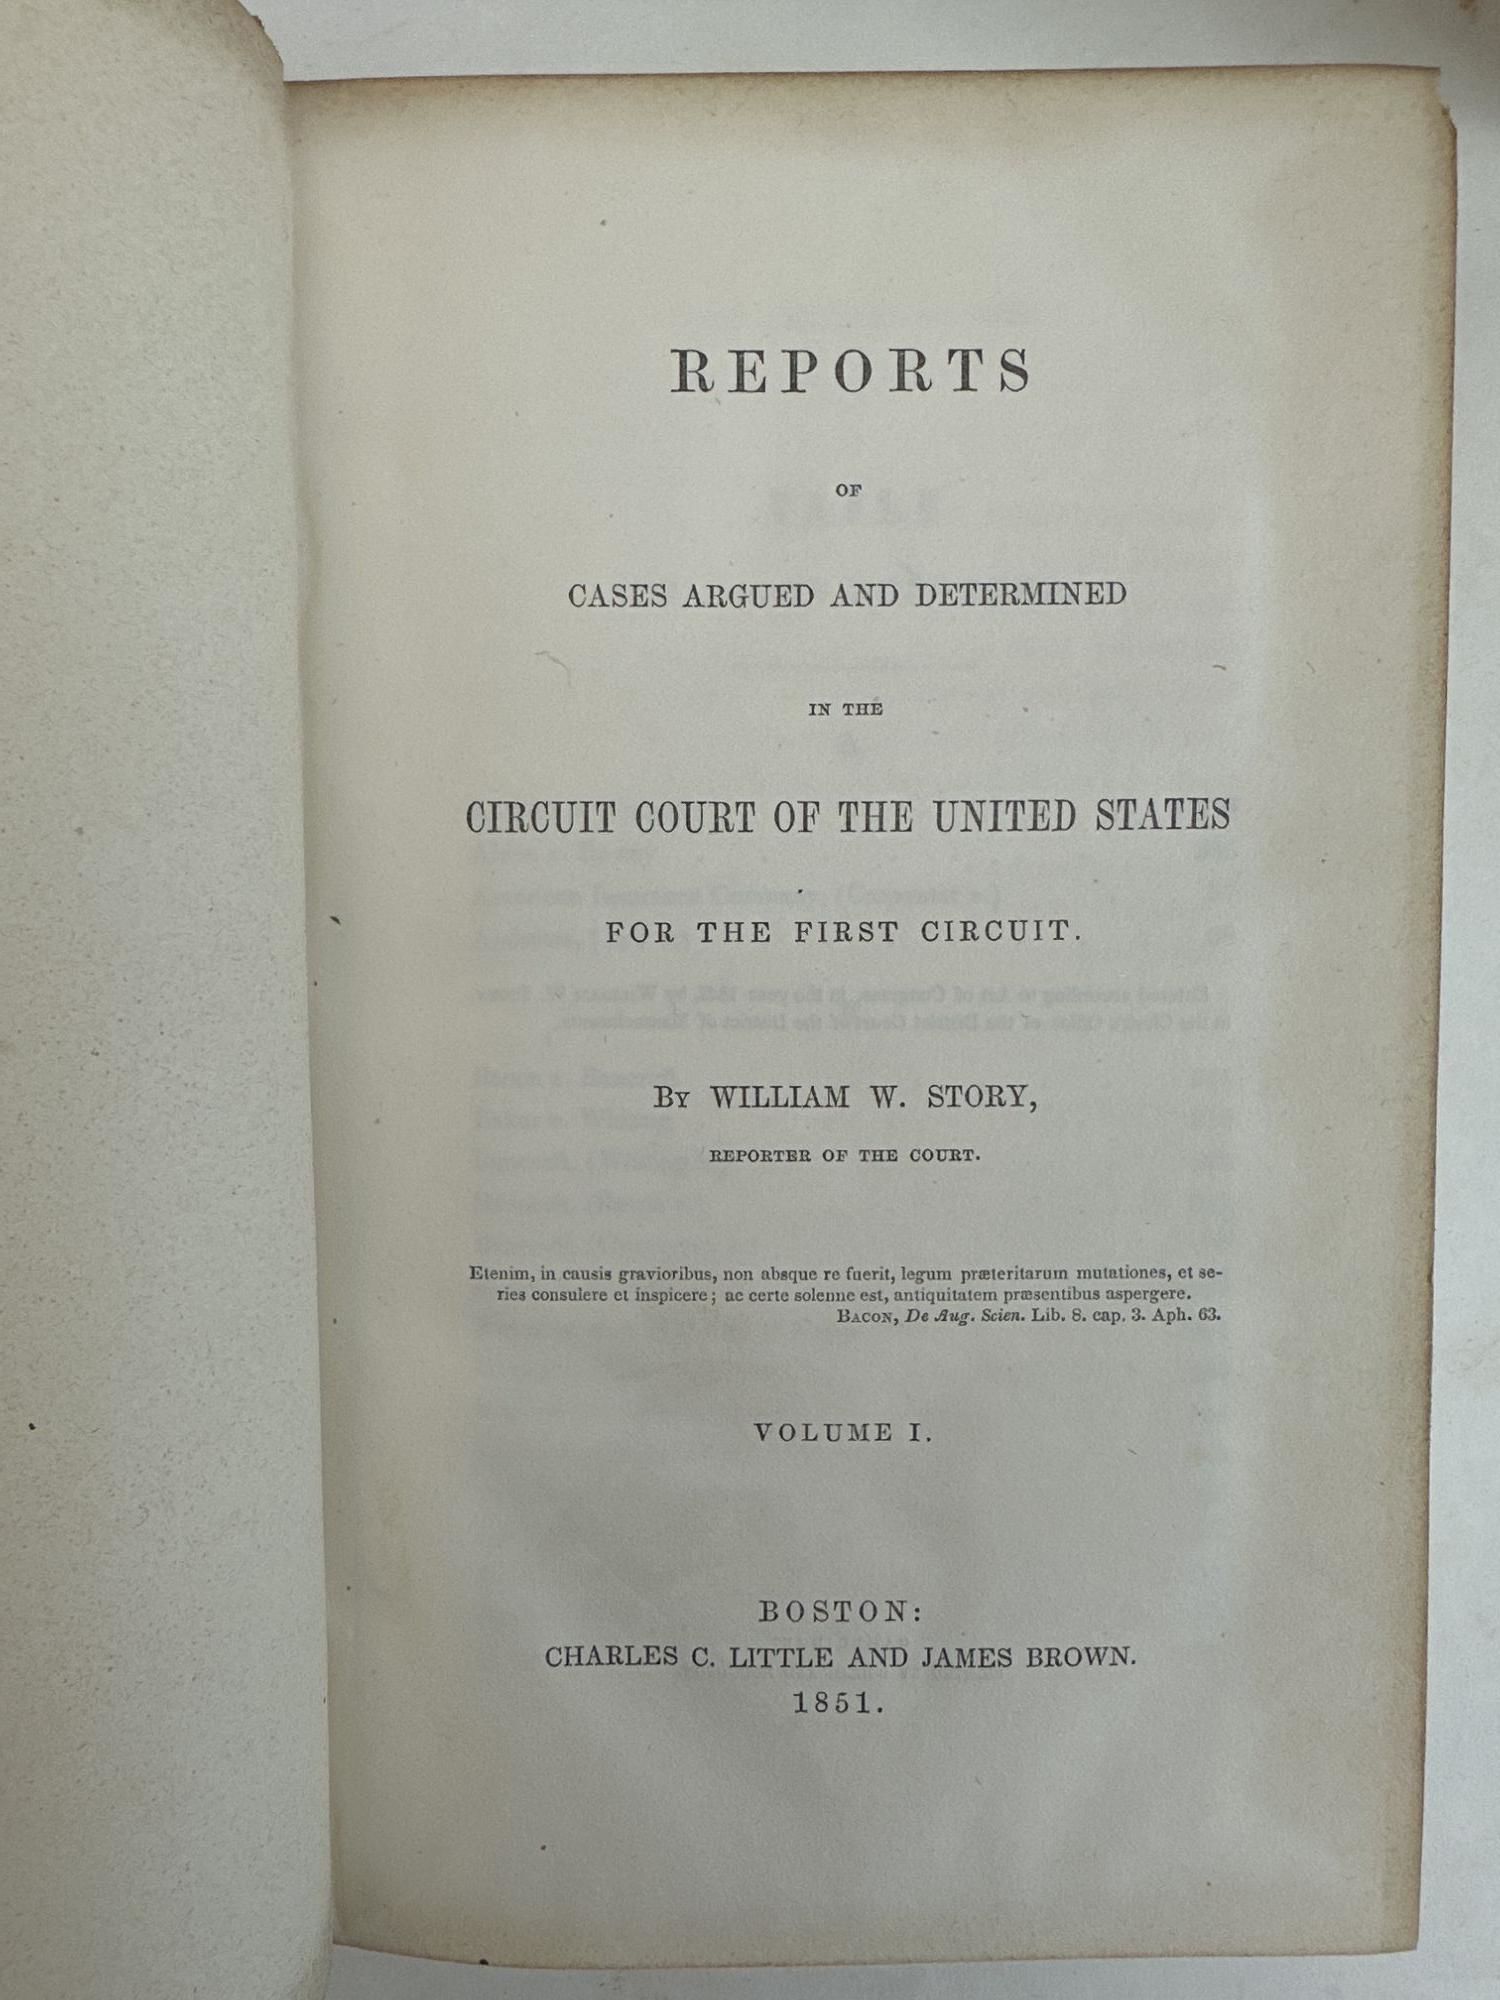 REPORTS
OF
CASES ARGUED AND DETERMINED
IN THE
CIRCUIT COURT OF THE UNITED STATES
FOR THE FIRST CIRCUIT.
By WILLIAM W. STORY,
REPORTER OF THE COURT.
Etenim, in causis gravioribus, non absque re fuerit, legum præteritarum mutationes, et se-
ries consulere et inspicere; ac certe solenne est, antiquitatem præsentibus aspergere.
BACON, De Aug. Scien. Lib. 8. cap. 3. Aph. 63.
VOLUME I.
BOSTON:
CHARLES C. LITTLE AND JAMES BROWN.
1851.